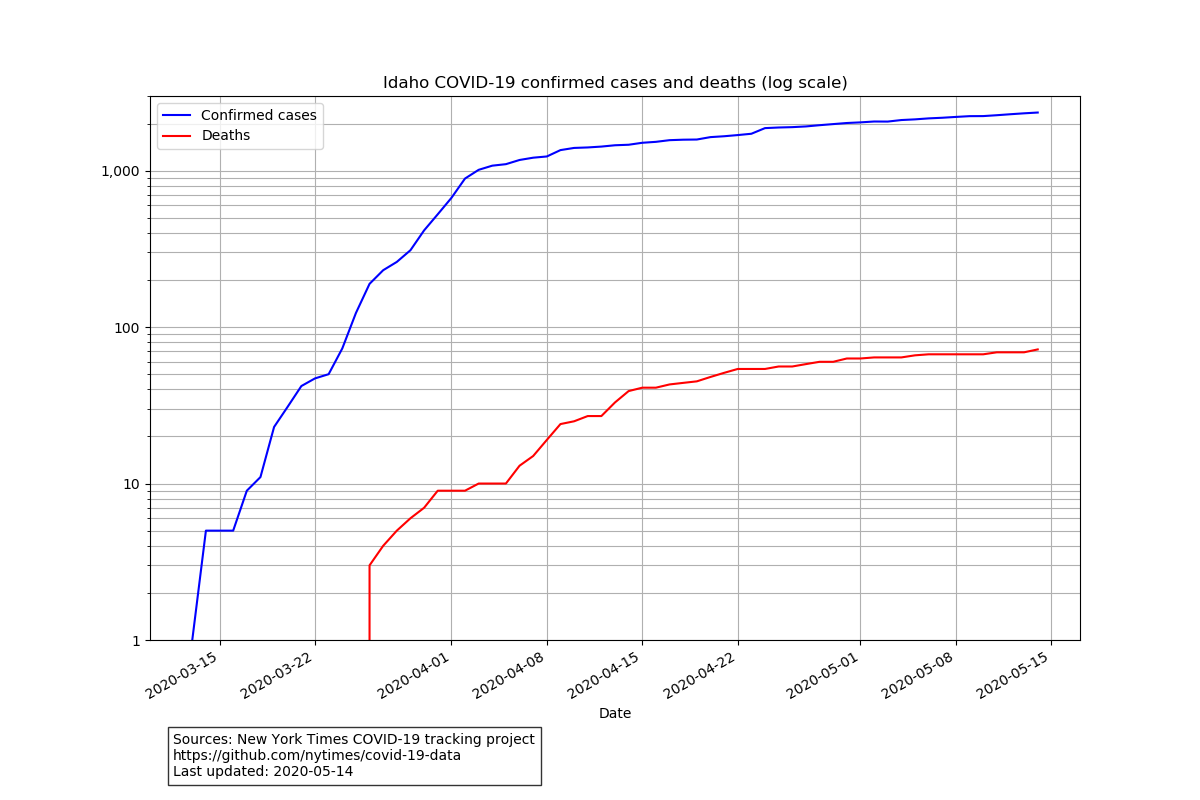 Idaho COVID-19 confirmed cases and deaths (log scale)
Confirmed cases
Deaths
1,000
100
10
1
2020-03-15
2020-03-22
2020-04-01
2020-04-08
2020-04-15
2020-04-22
2020-05-01
2020-05-08
2020-05-15
Date
Sources: New York Times COVID-19 tracking project
https://github.com/nytimes/covid-19-data
Last updated: 2020-05-14